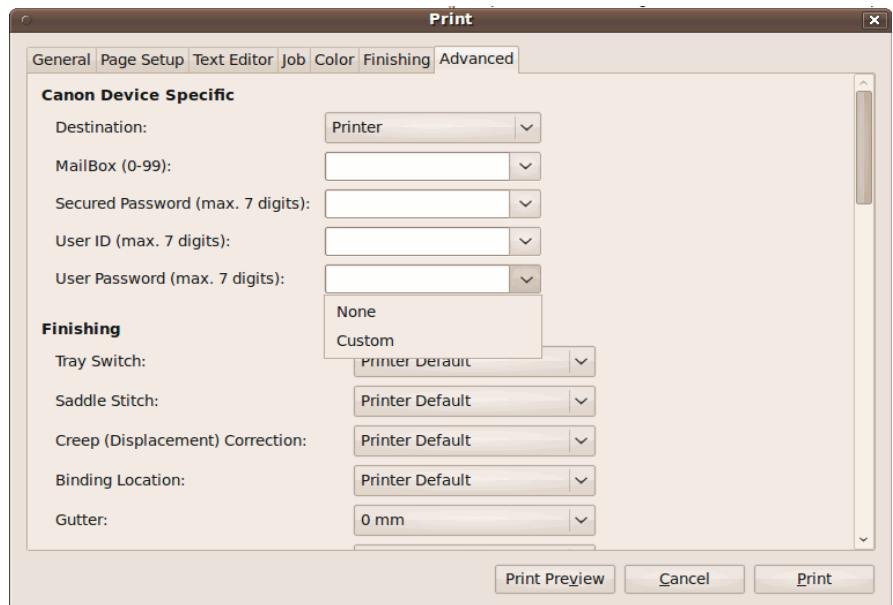 Print
General Page Setup Text Editor Job Color Finishing Advanced
Canon Device Specific
Destination: Printer
MailBox (0-99):
Secured Password (max. 7 digits):
User ID (max. 7 digits):
User Password (max. 7 digits):
None
Custom
Finishing
Tray Switch: Printer Default
Saddle Stitch: Printer Default
Creep (Displacement) Correction: Printer Default
Binding Location: Printer Default
Gutter: 0 mm
Print Preview Cancel Print